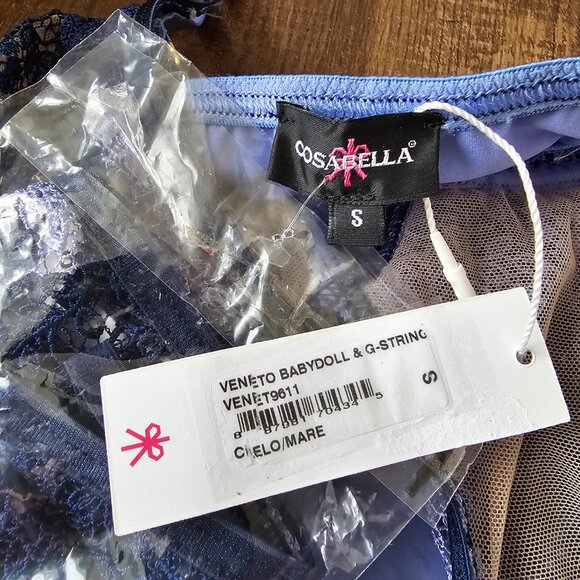 COSABELLA
S
VENETO BABYDOLL & G-STRING
VENET9611
S
CIELO/MARE